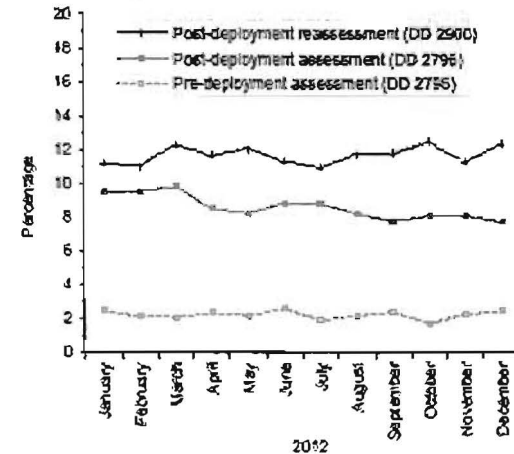 20
18
16
14
12
10
8
6
4
2
0
Percentage
Post-deployment reassessment (DD 2900)
Post-deployment assessment (DD 2796)
Pre-deployment assessment (DD 2795)
January
February
March
April
May
June
July
August
September
October
November
December
2012